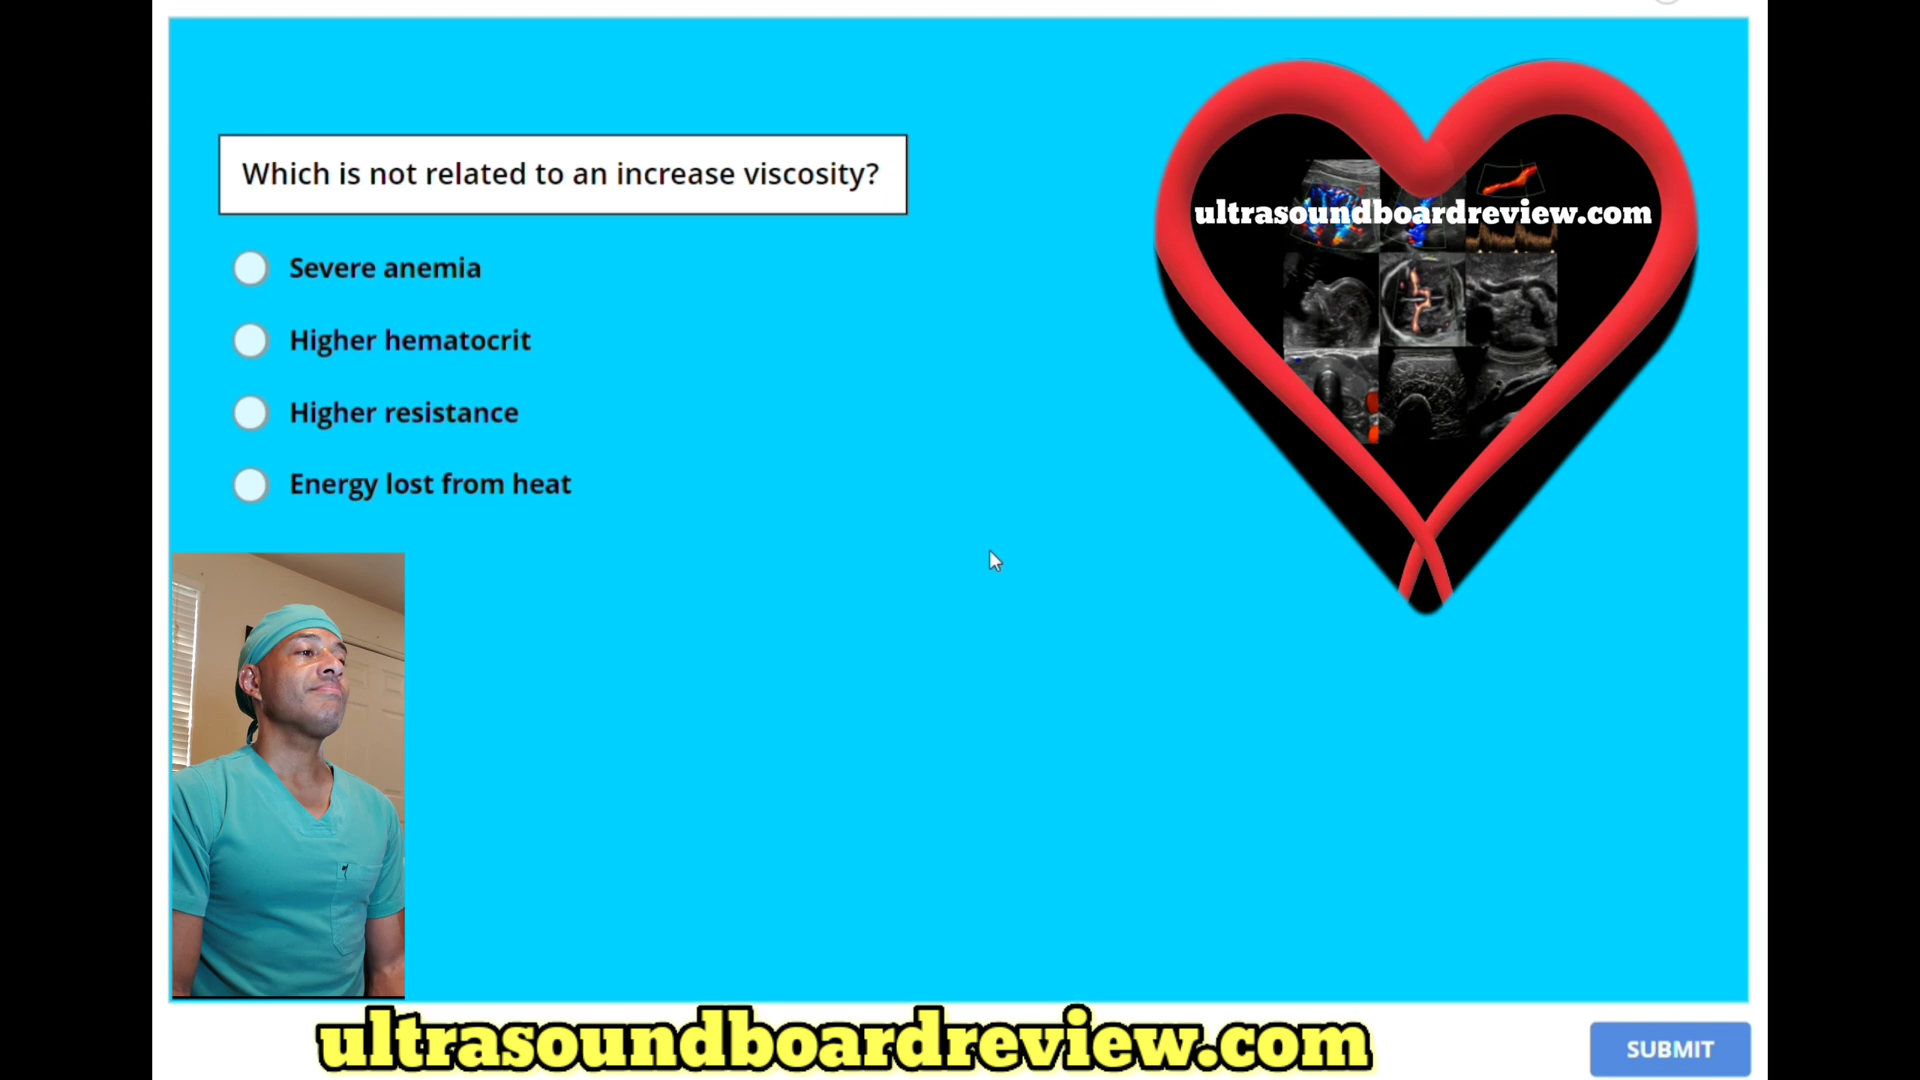 Which is not related to an increase viscosity?
ultrasoundboardreview.com
Severe anemia
Higher hematocrit
Higher resistance
Energy lost from heat
ultrasoundboardreview.com
SUBMIT